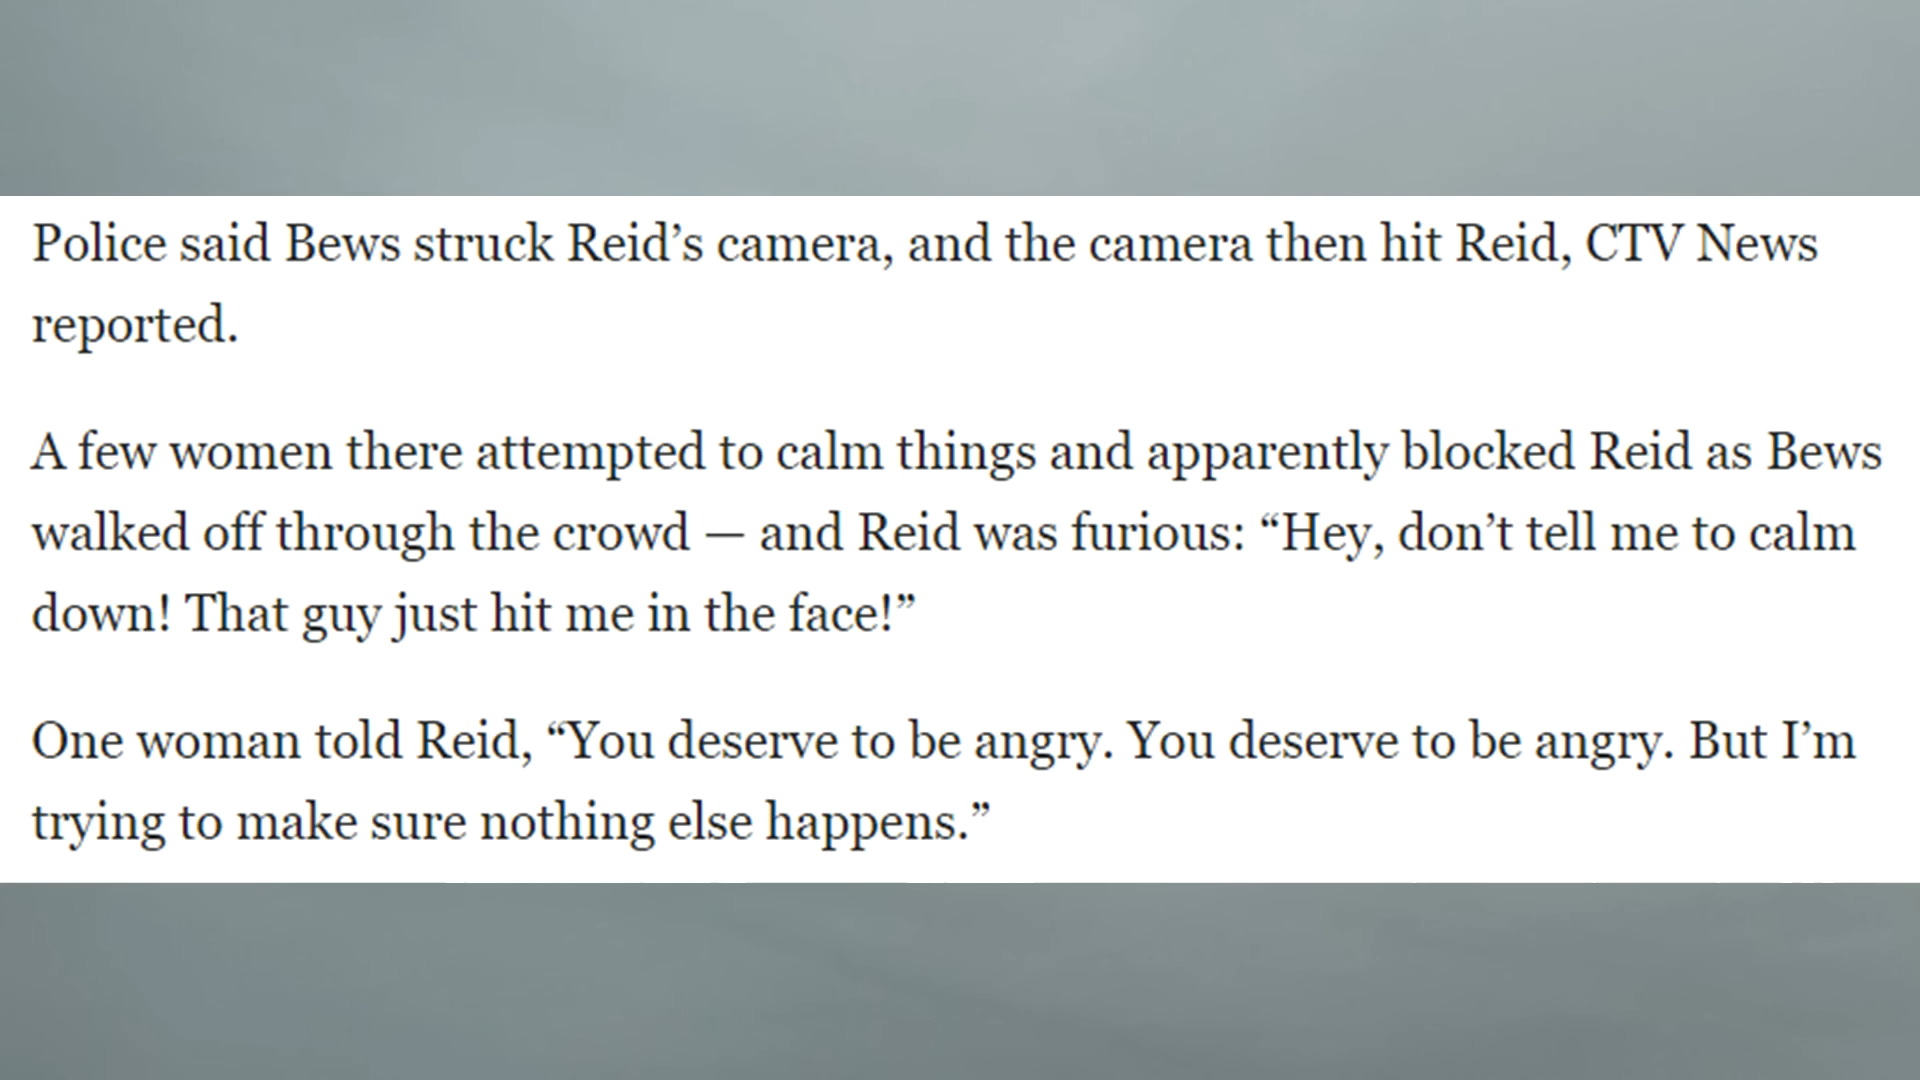 Police said Bews struck Reid’s camera, and the camera then hit Reid, CTV News
reported.
A few women there attempted to calm things and apparently blocked Reid as Bews
walked off through the crowd — and Reid was furious: “Hey, don’t tell me to calm
down! That guy just hit me in the face!”
One woman told Reid, “You deserve to be angry. You deserve to be angry. But I’m
trying to make sure nothing else happens.”